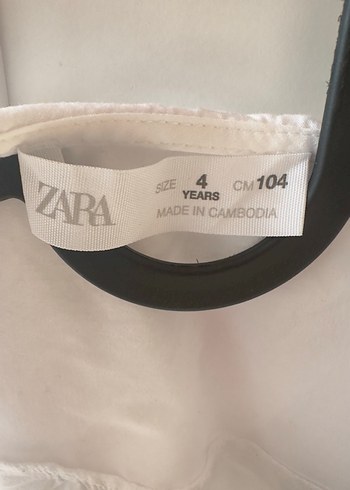 ZARA
SIZE 4 YEARS CM 104
MADE IN CAMBODIA